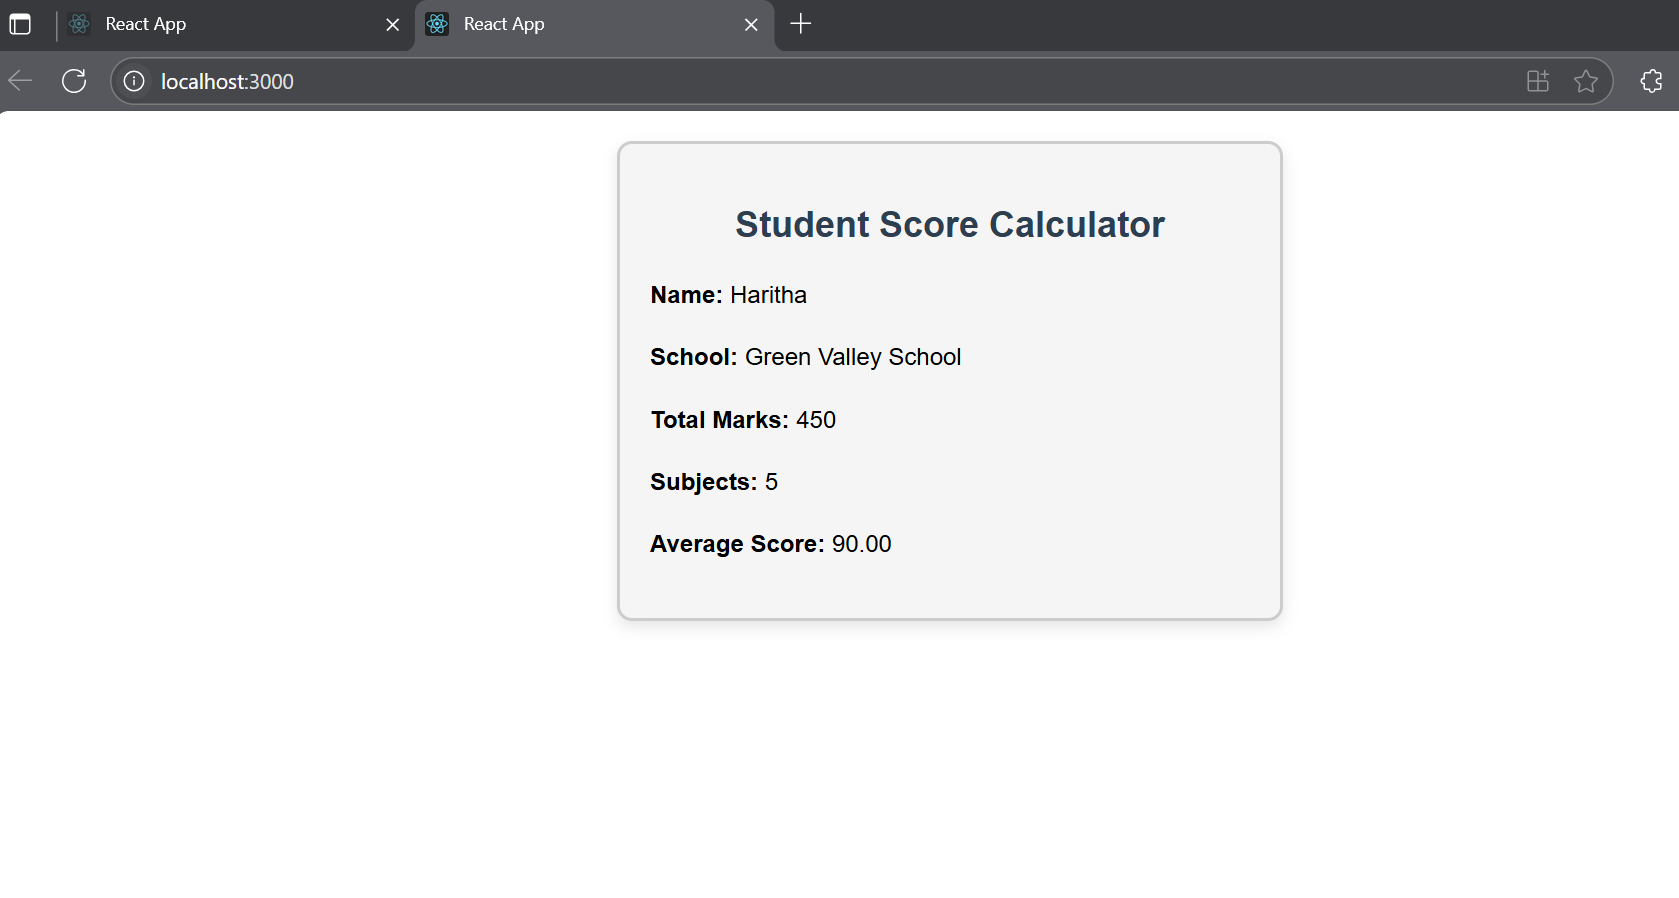 React App
React App
localhost:3000
Student Score Calculator
Name: Haritha
School: Green Valley School
Total Marks: 450
Subjects: 5
Average Score: 90.00